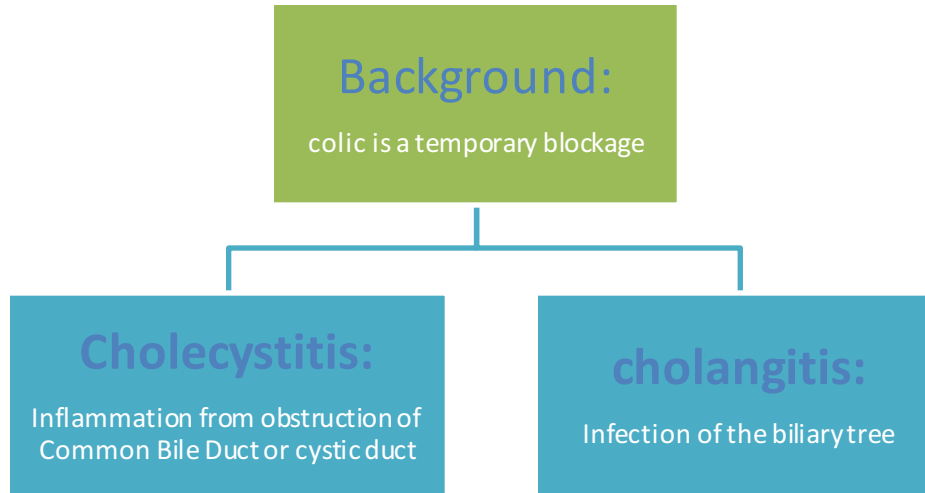 Background:
colic is a temporary blockage
Cholecystitis:
Inflammation from obstruction of
Common Bile Duct or cystic duct
cholangitis:
Infection of the biliary tree